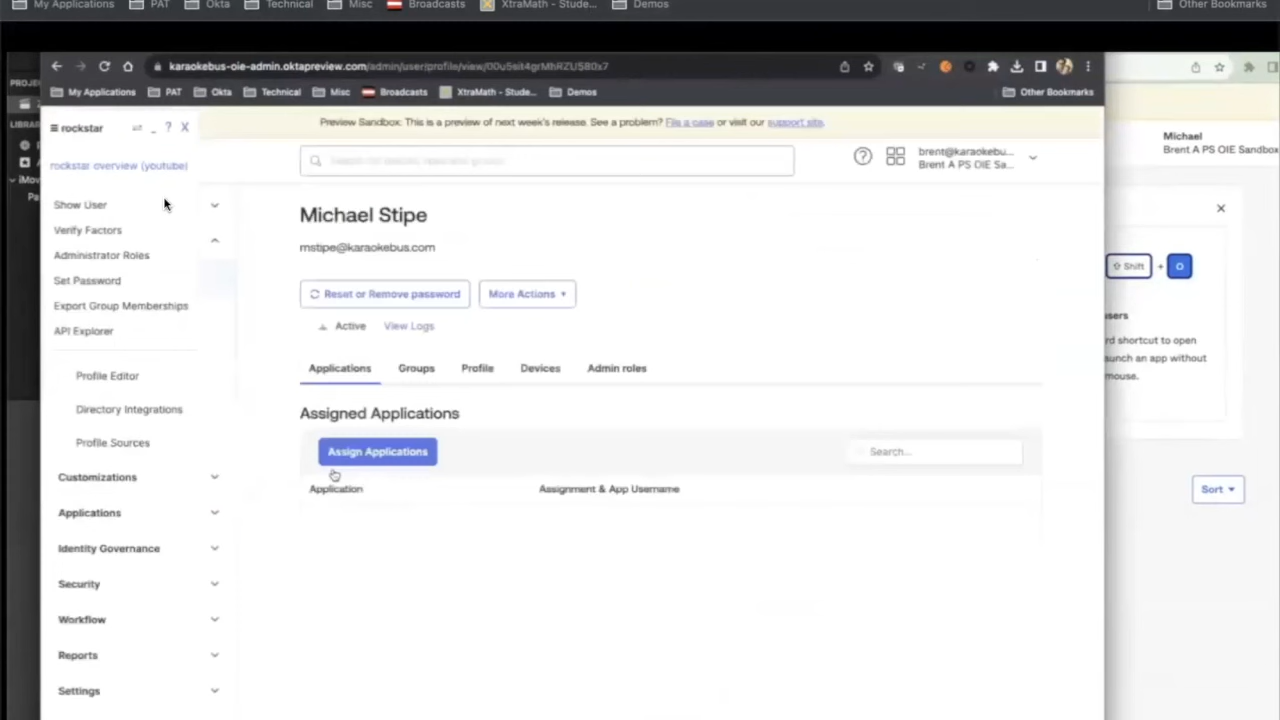 My Applications PAT Okta Technical Misc Broadcasts XtraMath - Stude... Demos Other Bookmarks
karaokebus-oie-admin.oktapreview.com/admin/user/profile/view/
My Applications PAT Okta Technical Misc Broadcasts XtraMath - Stude... Demos Other Bookmarks
PROJE
LIBRA
iMov
Pa
rockstar _ ? X
rockstar overview (youtube)
Show User
Verify Factors
Administrator Roles
Set Password
Export Group Memberships
API Explorer
Profile Editor
Directory Integrations
Profile Sources
Customizations
Applications
Identity Governance
Security
Workflow
Reports
Settings
Preview Sandbox: This is a preview of next week's release. See a problem? File a case or visit our support site.
brent@karaokebu...
Brent A PS OIE Sa...
Michael Stipe
mstipe@karaokebus.com
Reset or Remove password More Actions
Active View Logs
Applications Groups Profile Devices Admin roles
Assigned Applications
Assign Applications Search...
Application Assignment & App Username
Michael
Brent A PS OIE Sandbox
Shift + O
sers
rd shortcut to open
unch an app without
mouse.
Sort